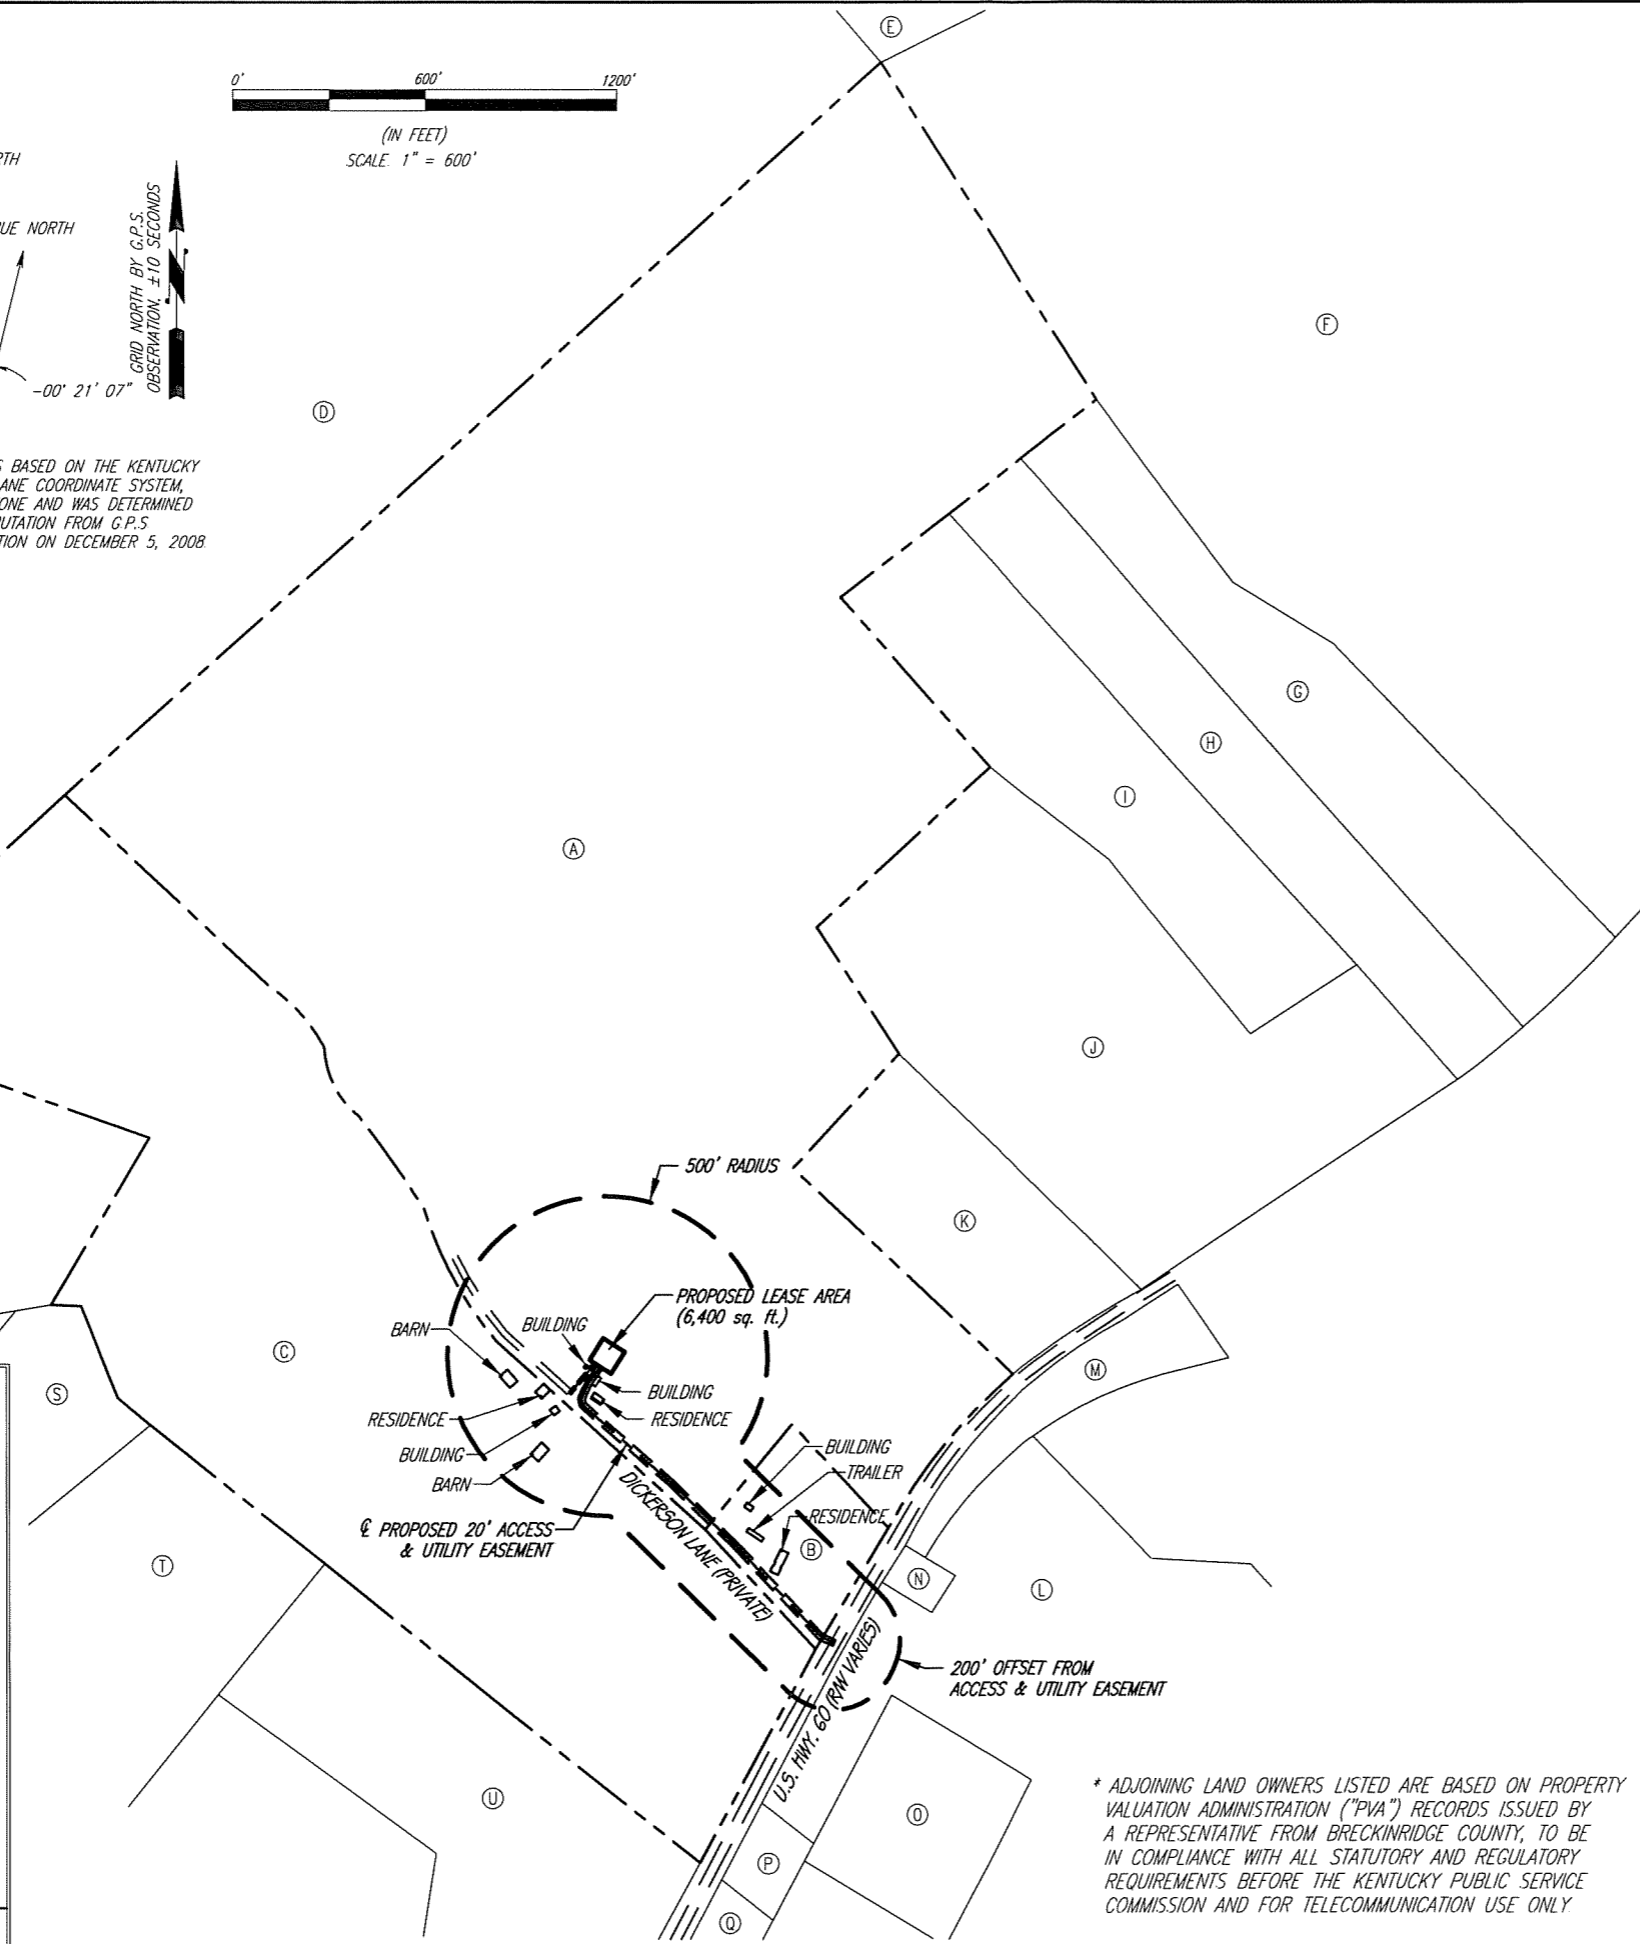 E
0' 600' 1200'
(IN FEET)
SCALE. 1" = 600'
RTH
UE NORTH
GRID NORTH BY G.P.S.
OBSERVATION. ±10 SECONDS
-00° 21' 07"
F
D
S BASED ON THE KENTUCKY
ANE COORDINATE SYSTEM,
ONE AND WAS DETERMINED
UTATION FROM G.P.S
TION ON DECEMBER 5, 2008.
G
H
I
A
J
500' RADIUS
K
PROPOSED LEASE AREA
(6,400 sq. ft.)
BARN
BUILDING
C
M
S
BUILDING
RESIDENCE
RESIDENCE
BUILDING
BUILDING
TRAILER
BARN
RESIDENCE
DICKERSON LANE (PRIVATE)
℄ PROPOSED 20' ACCESS
& UTILITY EASEMENT
B
T
N
L
200' OFFSET FROM
ACCESS & UTILITY EASEMENT
U.S. HWY. 60 (R/W VARIES)
U
O
P
Q
* ADJOINING LAND OWNERS LISTED ARE BASED ON PROPERTY
VALUATION ADMINISTRATION ("PVA") RECORDS ISSUED BY
A REPRESENTATIVE FROM BRECKINRIDGE COUNTY, TO BE
IN COMPLIANCE WITH ALL STATUTORY AND REGULATORY
REQUIREMENTS BEFORE THE KENTUCKY PUBLIC SERVICE
COMMISSION AND FOR TELECOMMUNICATION USE ONLY.